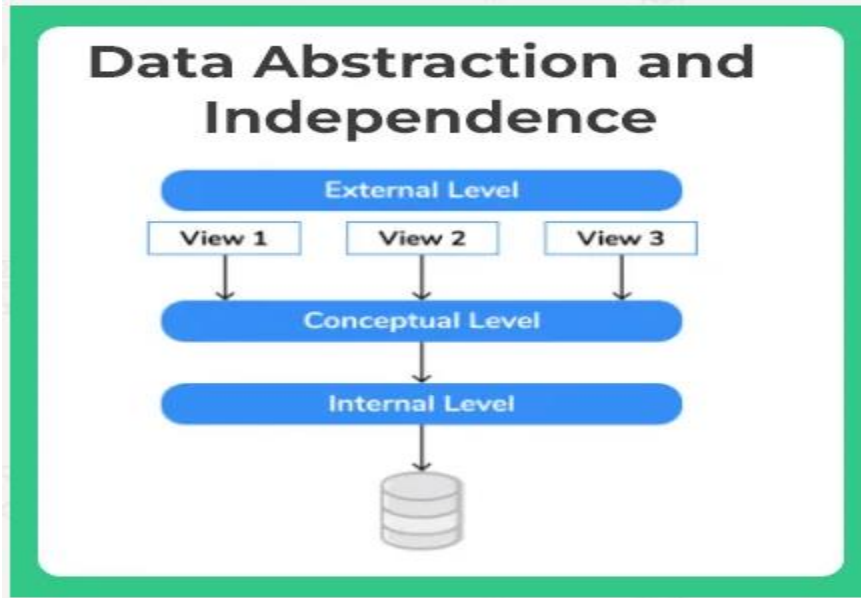 Data Abstraction and
Independence
External Level
View 1 View 2 View 3
Conceptual Level
Internal Level